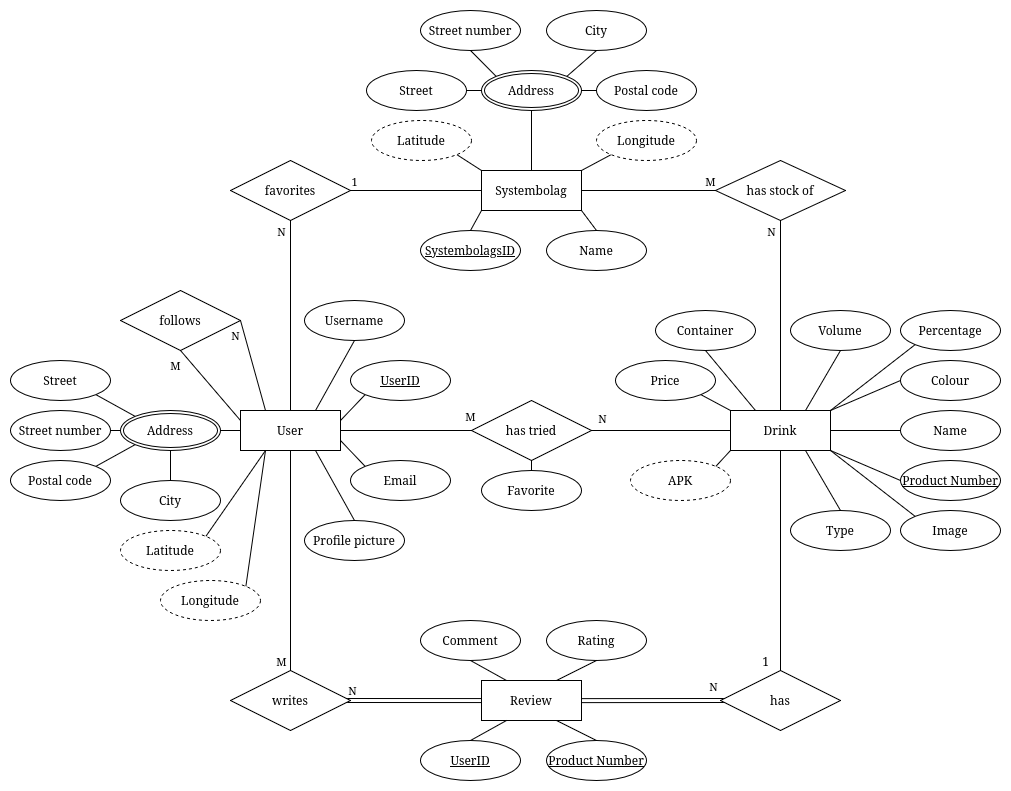 Street number
City
Street
Address
Postal code
Latitude
Longitude
favorites
1
Systembolag
M
has stock of
N
SystembolagsID
Name
N
follows
N
M
Username
Container
Volume
Percentage
Street
UserID
Price
Colour
Street number
Address
User
M
has tried
N
Drink
Name
Postal code
City
Email
Favorite
APK
Product Number
Latitude
Profile picture
Type
Image
Longitude
Comment
Rating
M
writes
N
Review
N
1
has
UserID
Product Number